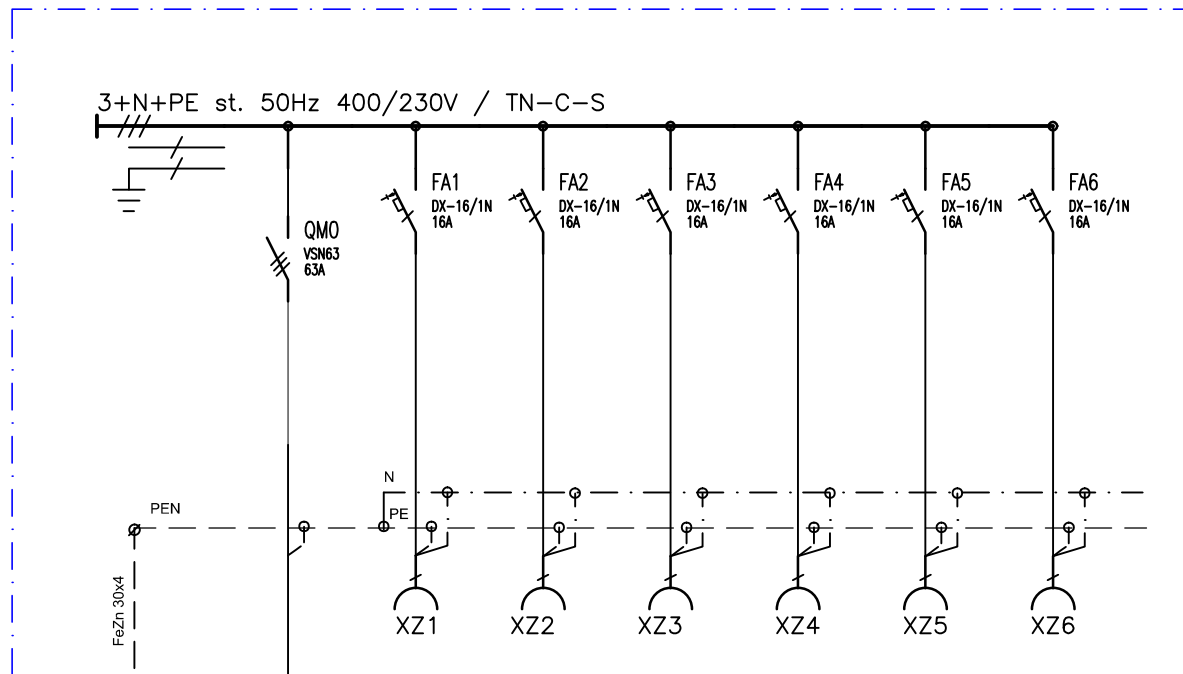 3+N+PE st. 50Hz 400/230V / TN-C-S
FA1
DX-16/1N
16A
FA2
DX-16/1N
16A
FA3
DX-16/1N
16A
FA4
DX-16/1N
16A
FA5
DX-16/1N
16A
FA6
DX-16/1N
16A
QM0
VSN63
63A
N
PE
PEN
FeZn 30x4
XZ1
XZ2
XZ3
XZ4
XZ5
XZ6